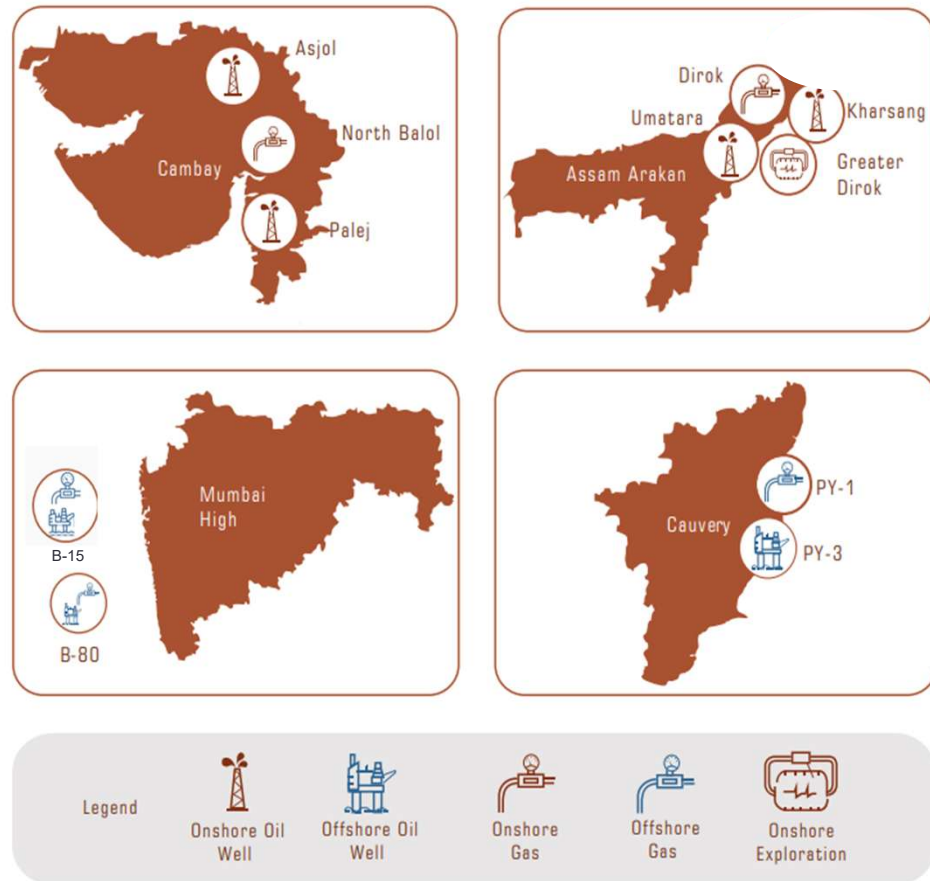 Asjol
North Balol
Cambay
Palej
Dirok
Umatara
Kharsang
Assam Arakan
Greater
Dirok
Mumbai
High
B-15
B-80
PY-1
Cauvery
PY-3
Legend
Onshore Oil
Well
Offshore Oil
Well
Onshore
Gas
Offshore
Gas
Onshore
Exploration